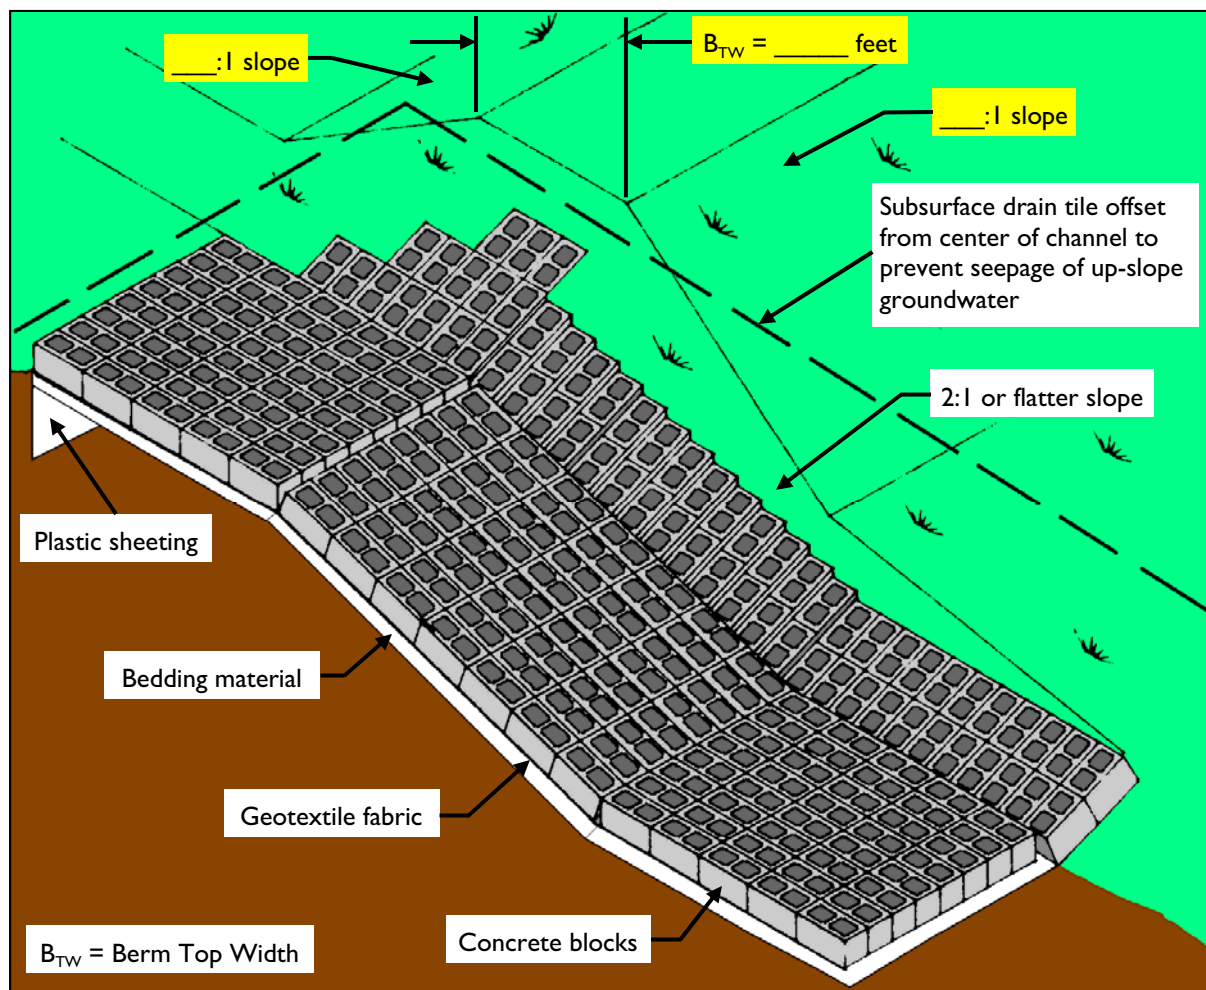 ___:1 slope
B_TW = ______ feet
___:1 slope
Subsurface drain tile offset
from center of channel to
prevent seepage of up-slope
groundwater
2:1 or flatter slope
Plastic sheeting
Bedding material
Geotextile fabric
Concrete blocks
B_TW = Berm Top Width